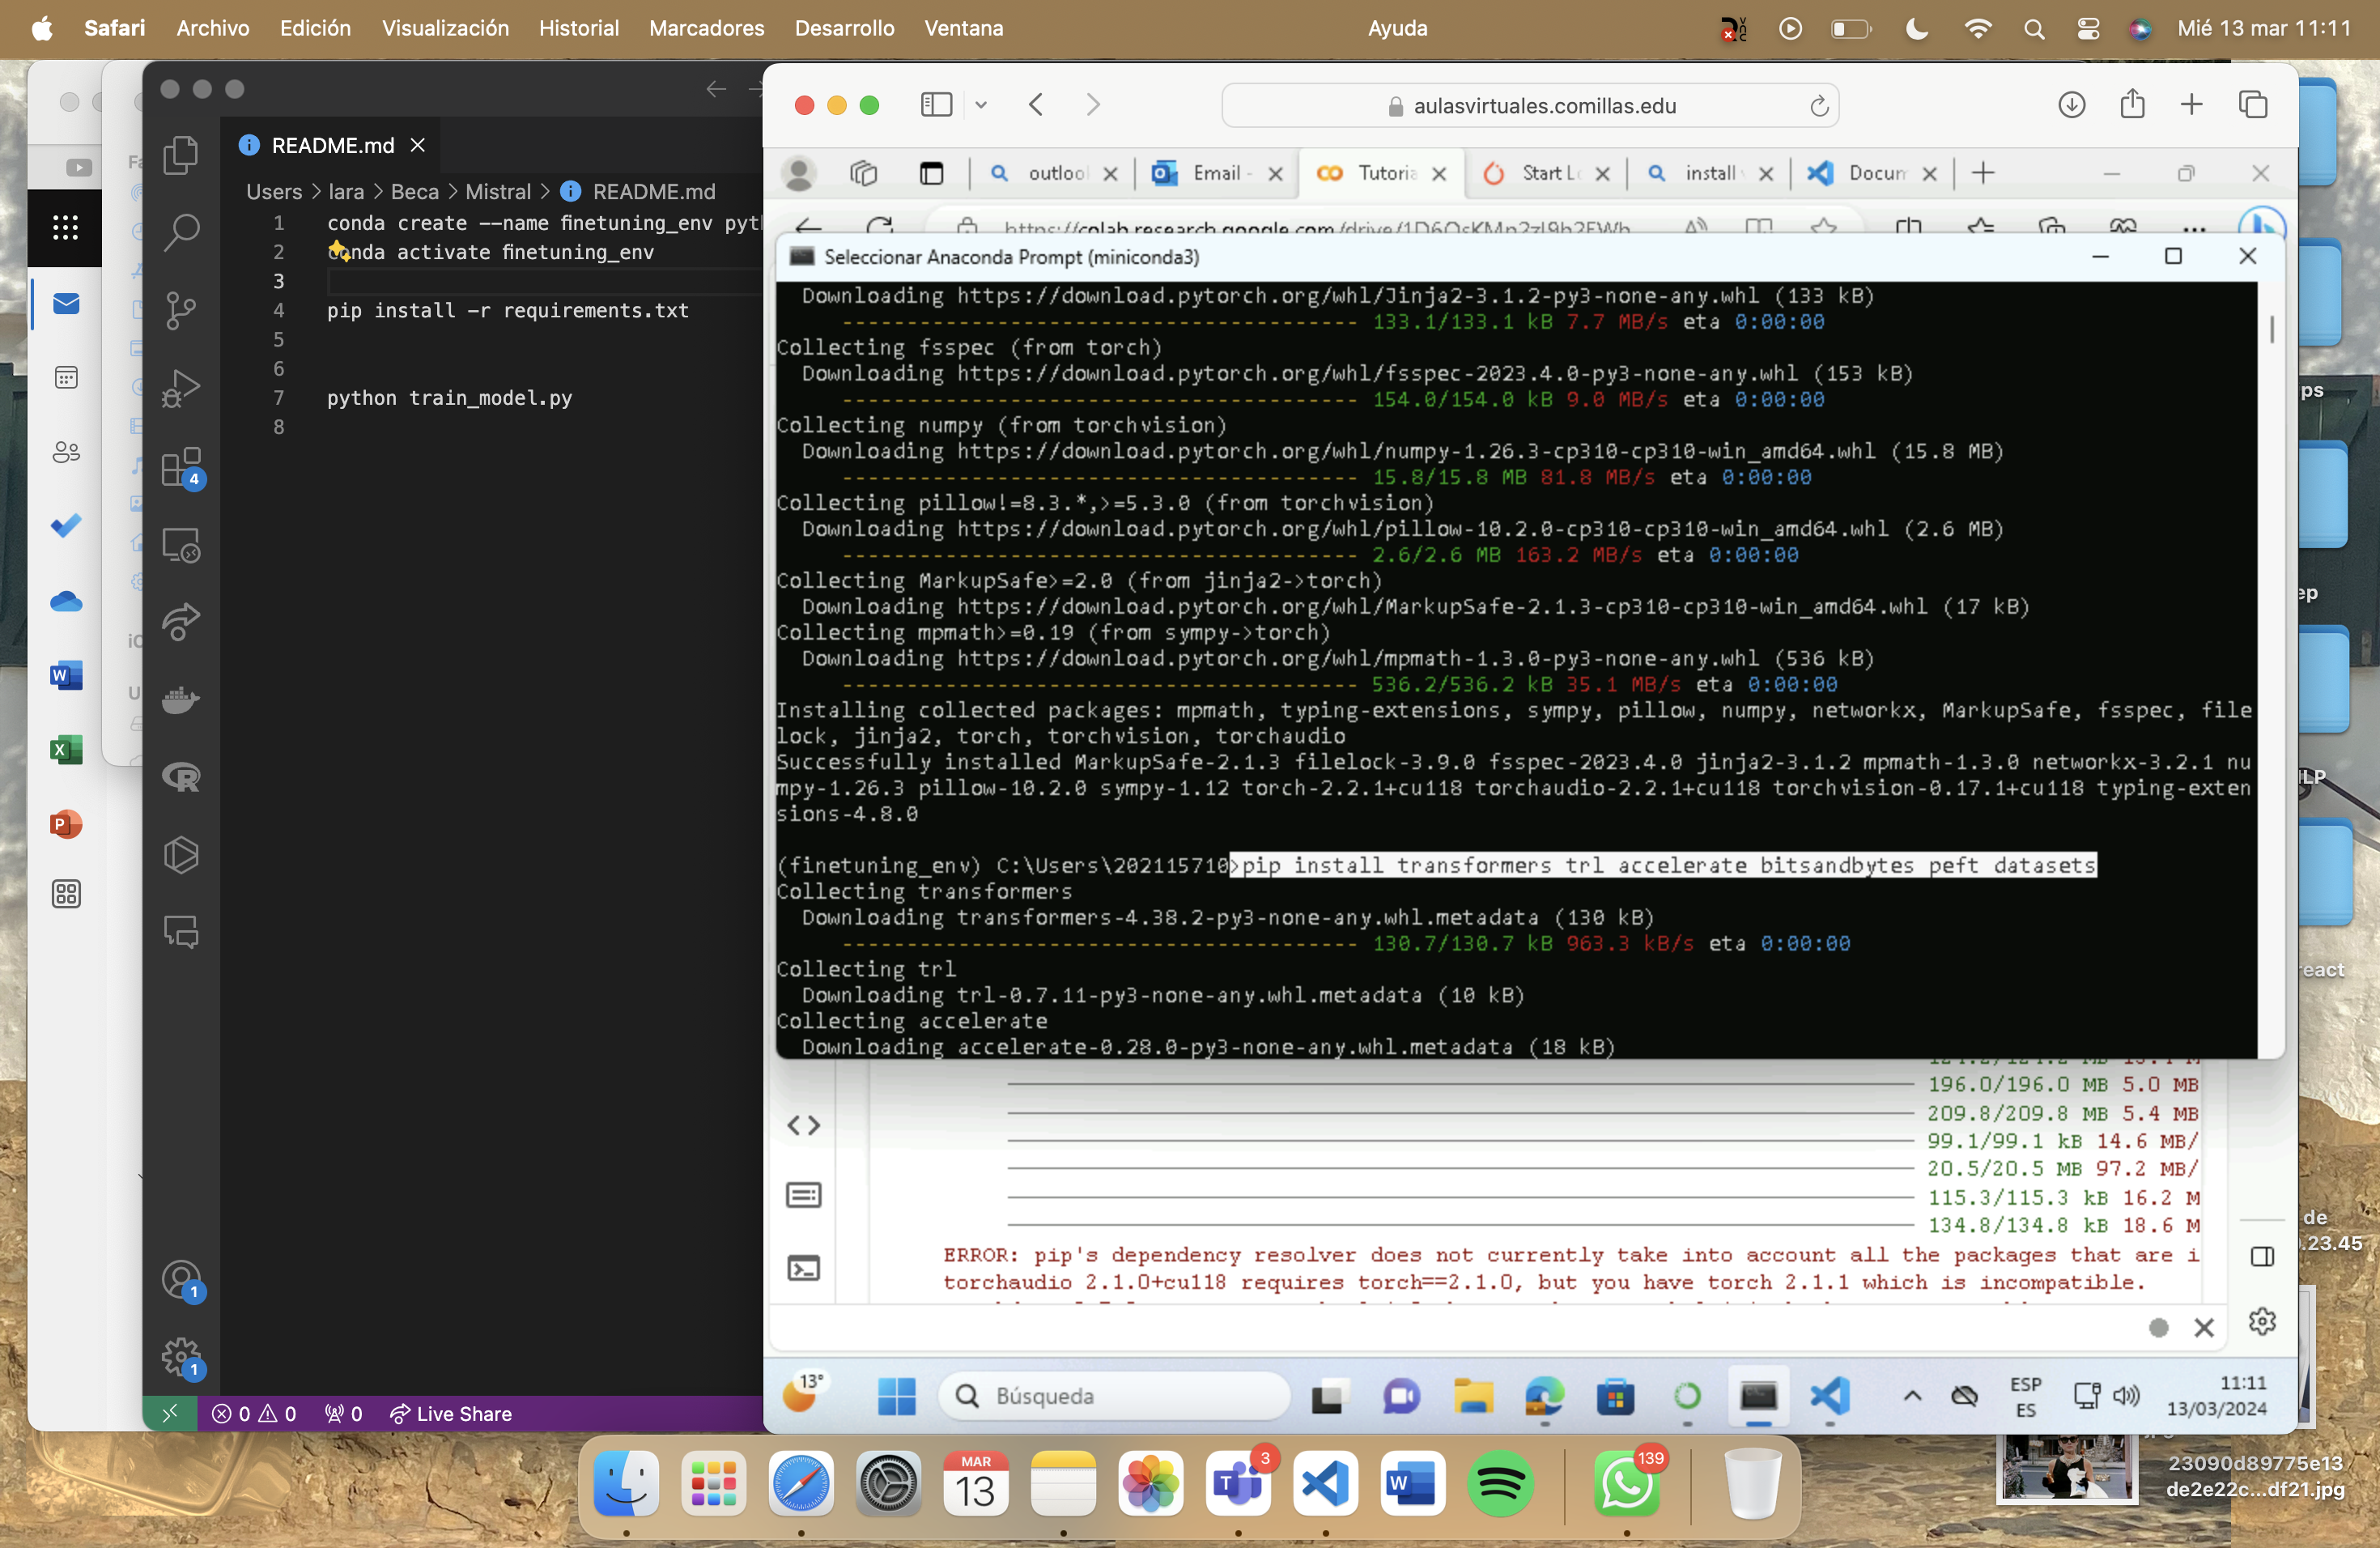 Safari Archivo Edición Visualización Historial Marcadores Desarrollo Ventana Ayuda Mié 13 mar 11:11
README.md
Users > lara > Beca > Mistral > README.md
1 conda create --name finetuning_env pyth
2 conda activate finetuning_env
3
4 pip install -r requirements.txt
5
6
7 python train_model.py
8
4
1
1
0 0 0 Live Share
aulasvirtuales.comillas.edu
outlool Email - Tutoria Start Lo install Docum
https://colab.research.google.com/drive/
Seleccionar Anaconda Prompt (miniconda3)
Downloading https://download.pytorch.org/whl/Jinja2-3.1.2-py3-none-any.whl (133 kB)
---------------------------------------- 133.1/133.1 kB 7.7 MB/s eta 0:00:00
Collecting fsspec (from torch)
Downloading https://download.pytorch.org/whl/fsspec-2023.4.0-py3-none-any.whl (153 kB)
---------------------------------------- 154.0/154.0 kB 9.0 MB/s eta 0:00:00
Collecting numpy (from torchvision)
Downloading https://download.pytorch.org/whl/numpy-1.26.3-cp310-cp310-win_amd64.whl (15.8 MB)
---------------------------------------- 15.8/15.8 MB 81.8 MB/s eta 0:00:00
Collecting pillow!=8.3.*,>=5.3.0 (from torchvision)
Downloading https://download.pytorch.org/whl/pillow-10.2.0-cp310-cp310-win_amd64.whl (2.6 MB)
---------------------------------------- 2.6/2.6 MB 163.2 MB/s eta 0:00:00
Collecting MarkupSafe>=2.0 (from jinja2->torch)
Downloading https://download.pytorch.org/whl/MarkupSafe-2.1.3-cp310-cp310-win_amd64.whl (17 kB)
Collecting mpmath>=0.19 (from sympy->torch)
Downloading https://download.pytorch.org/whl/mpmath-1.3.0-py3-none-any.whl (536 kB)
---------------------------------------- 536.2/536.2 kB 35.1 MB/s eta 0:00:00
Installing collected packages: mpmath, typing-extensions, sympy, pillow, numpy, networkx, MarkupSafe, fsspec, file
lock, jinja2, torch, torchvision, torchaudio
Successfully installed MarkupSafe-2.1.3 filelock-3.9.0 fsspec-2023.4.0 jinja2-3.1.2 mpmath-1.3.0 networkx-3.2.1 nu
mpy-1.26.3 pillow-10.2.0 sympy-1.12 torch-2.2.1+cu118 torchaudio-2.2.1+cu118 torchvision-0.17.1+cu118 typing-exten
sions-4.8.0
(finetuning_env) C:\Users\202115710>pip install transformers trl accelerate bitsandbytes peft datasets
Collecting transformers
Downloading transformers-4.38.2-py3-none-any.whl.metadata (130 kB)
---------------------------------------- 130.7/130.7 kB 963.3 kB/s eta 0:00:00
Collecting trl
Downloading trl-0.7.11-py3-none-any.whl.metadata (10 kB)
Collecting accelerate
Downloading accelerate-0.28.0-py3-none-any.whl.metadata (18 kB)
196.0/196.0 MB 5.0 MB
209.8/209.8 MB 5.4 MB
99.1/99.1 kB 14.6 MB/
20.5/20.5 MB 97.2 MB/
115.3/115.3 kB 16.2 M
134.8/134.8 kB 18.6 M
ERROR: pip's dependency resolver does not currently take into account all the packages that are i
torchaudio 2.1.0+cu118 requires torch==2.1.0, but you have torch 2.1.1 which is incompatible.
13° Búsqueda ESP ES 11:11 13/03/2024
ps
ep
LP
react
de
.23.45
23090d89775e13
de2e22c...df21.jpg
MAR
13
3
139